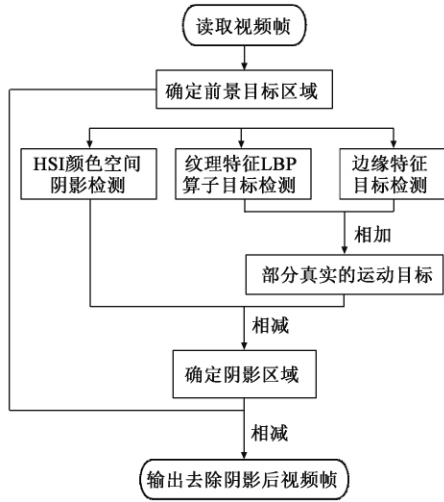 读取视频帧
确定前景目标区域
HSI颜色空间
阴影检测
纹理特征LBP
算子目标检测
边缘特征
目标检测
相加
部分真实的运动目标
相减
确定阴影区域
相减
输出去除阴影后视频帧